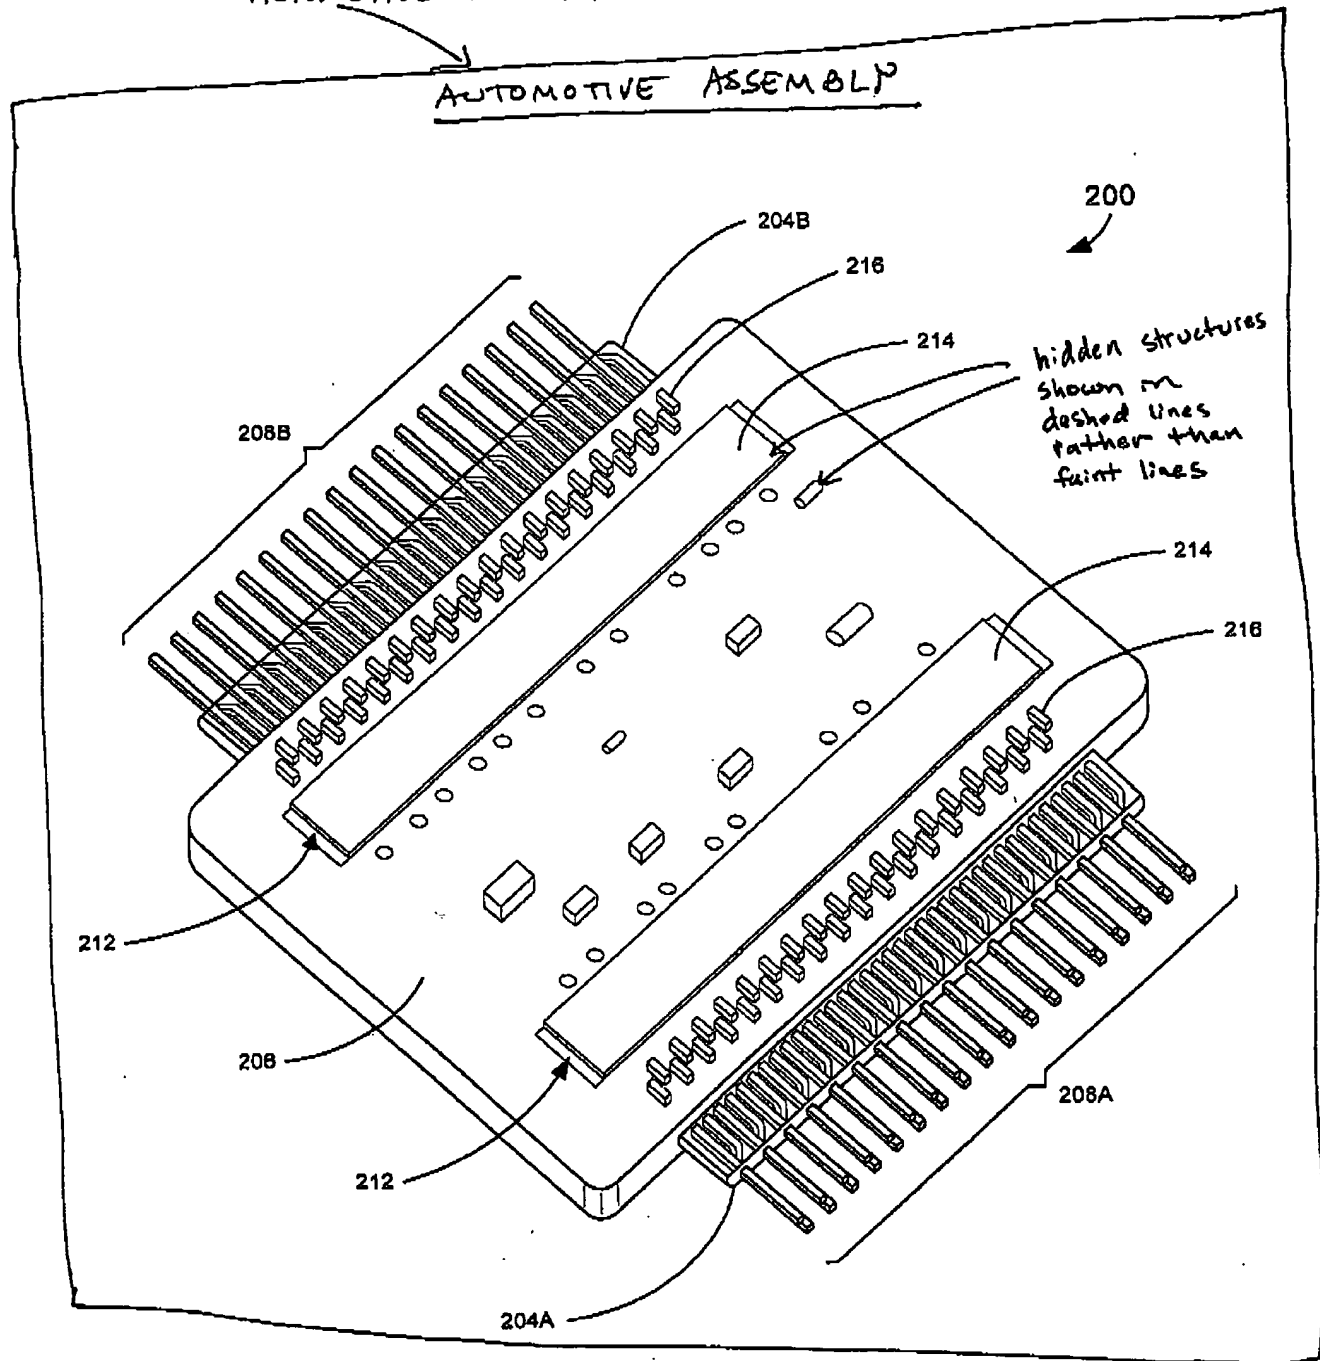 AUTOMOTIVE ASSEMBLY
200
204B
216
214
hidden structures
shown in
dashed lines
rather than
faint lines
208B
214
216
212
206
208A
212
204A